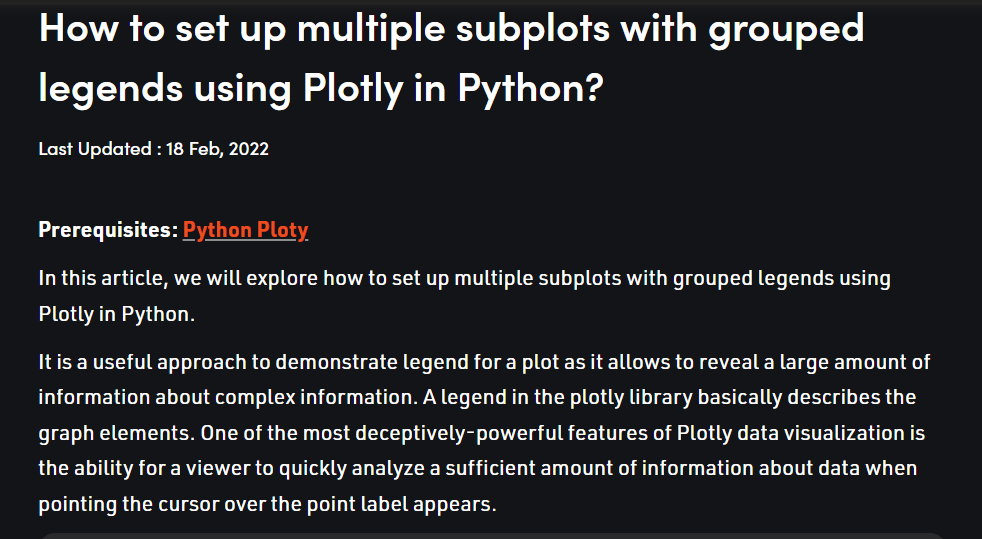 How to set up multiple subplots with grouped
legends using Plotly in Python?
Last Updated : 18 Feb, 2022
Prerequisites: Python Ploty
In this article, we will explore how to set up multiple subplots with grouped legends using
Plotly in Python.
It is a useful approach to demonstrate legend for a plot as it allows to reveal a large amount of
information about complex information. A legend in the plotly library basically describes the
graph elements. One of the most deceptively-powerful features of Plotly data visualization is
the ability for a viewer to quickly analyze a sufficient amount of information about data when
pointing the cursor over the point label appears.